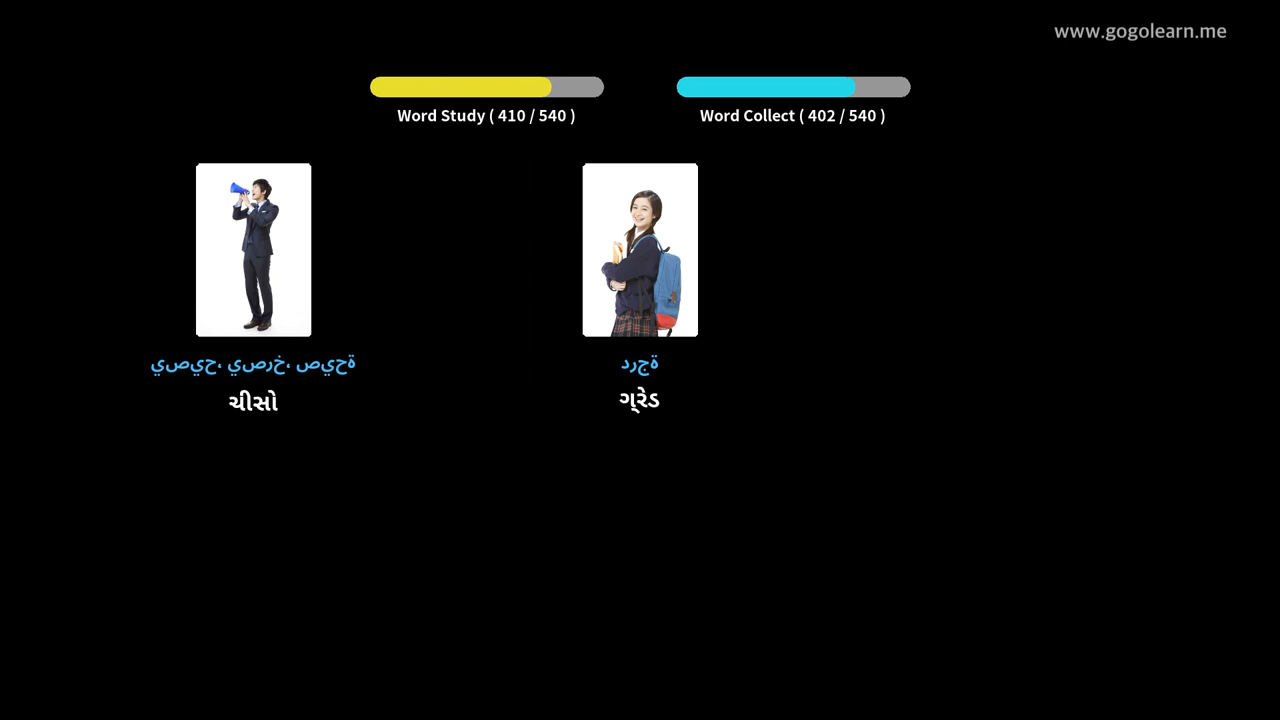 www.gogolearn.me
Word Study ( 410 / 540 )
Word Collect ( 402 / 540 )
يصيح، يصرخ، صيحة
ચીસો
درجة
ગ્રેડ